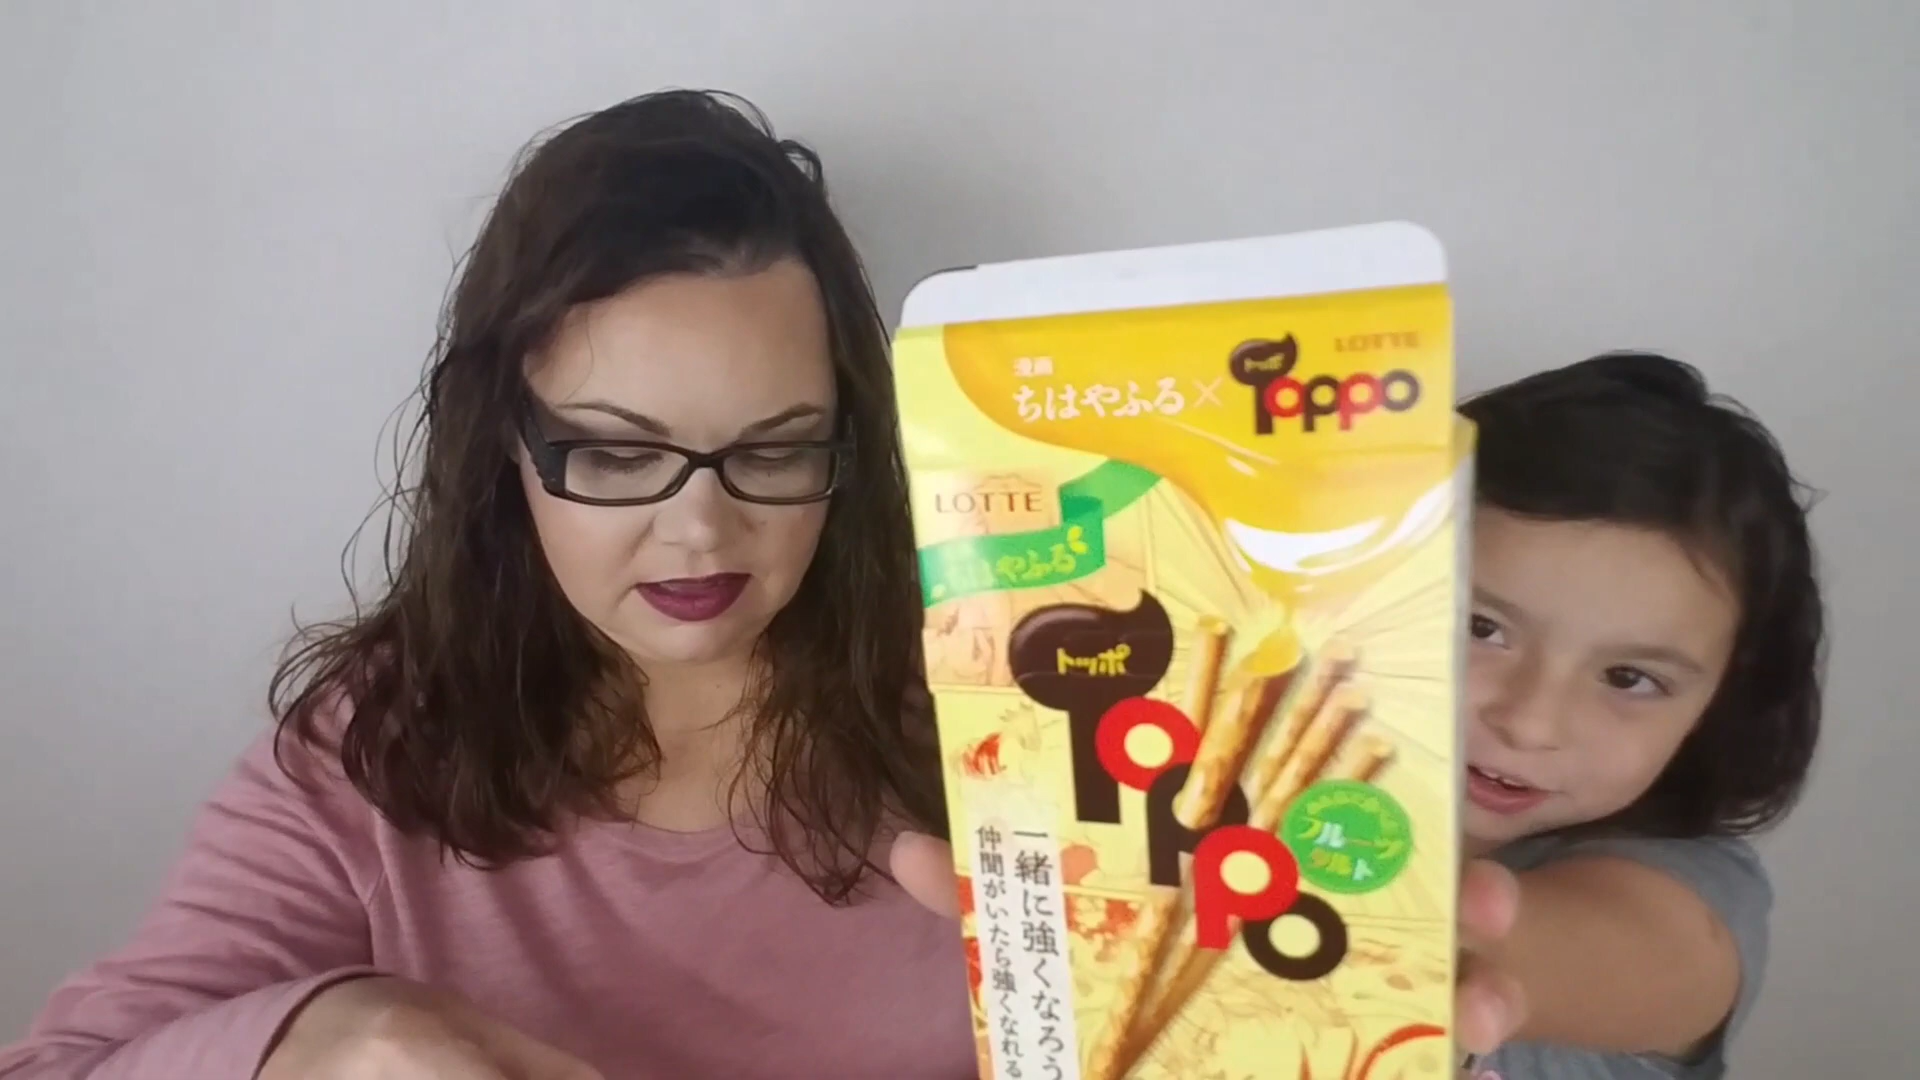 漫画
ちはやふる×トッポ Toppo
LOTTE
LOTTE
やふる
トッポ
Toppo
フルーツ
タルト
一緒に強くなろう
仲間がいたら強くなれる